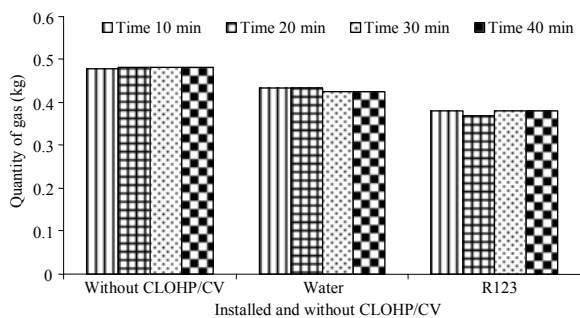 0.6
Time 10 min Time 20 min Time 30 min Time 40 min
0.5
0.4
0.3
0.2
0.1
0
Quantity of gas (kg)
Without CLOHP/CV Water R123
Installed and without CLOHP/CV